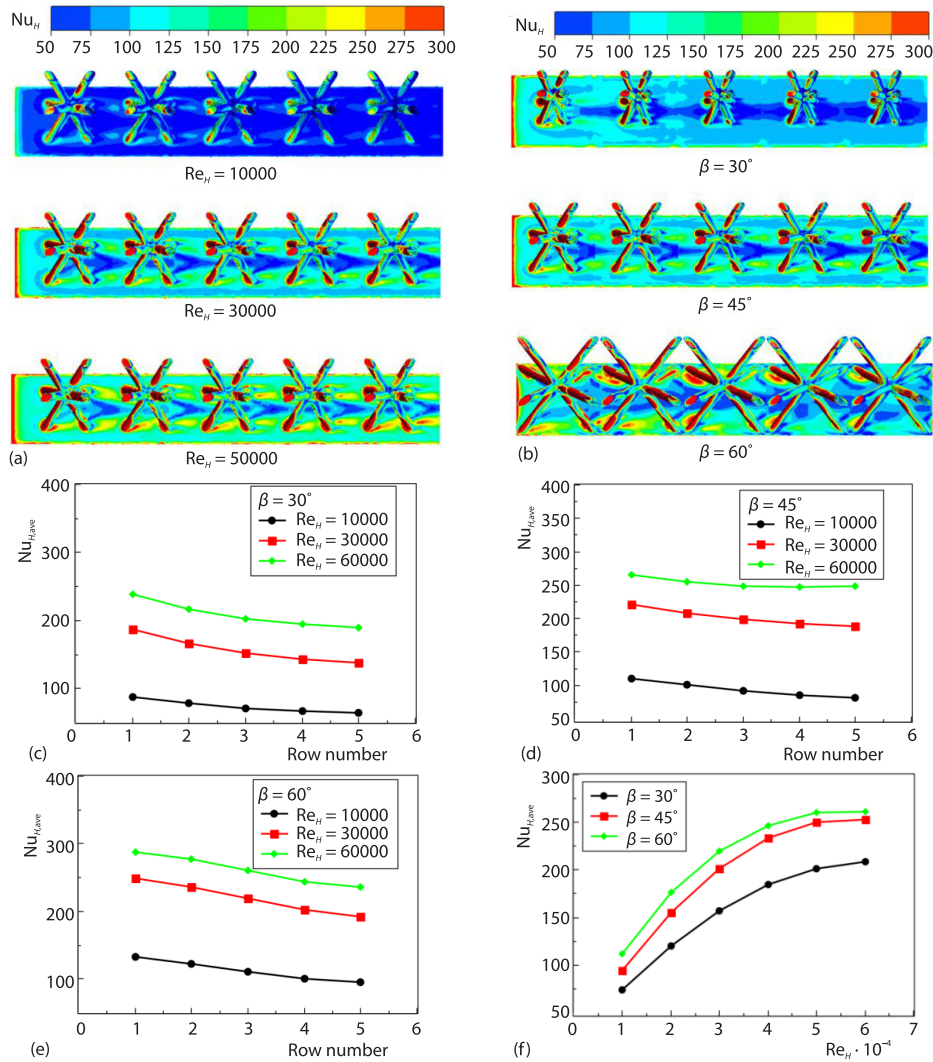 Nu_H
50 75 100 125 150 175 200 225 250 275 300
Re_H = 10000
Re_H = 30000
(a) Re_H = 50000
Nu_H
50 75 100 125 150 175 200 225 250 275 300
β = 30°
β = 45°
(b) β = 60°
400
300
200
100
Nu_H,ave
β = 30°
Re_H = 10000
Re_H = 30000
Re_H = 60000
0 1 2 3 4 5 6
(c) Row number
400
350
300
250
200
150
100
50
Nu_H,ave
β = 45°
Re_H = 10000
Re_H = 30000
Re_H = 60000
0 1 2 3 4 5 6
(d) Row number
400
300
200
100
Nu_H,ave
β = 60°
Re_H = 10000
Re_H = 30000
Re_H = 60000
0 1 2 3 4 5 6
(e) Row number
300
250
200
150
100
50
Nu_H,ave
β = 30°
β = 45°
β = 60°
0 1 2 3 4 5 6 7
(f) Re_H · 10⁻⁴